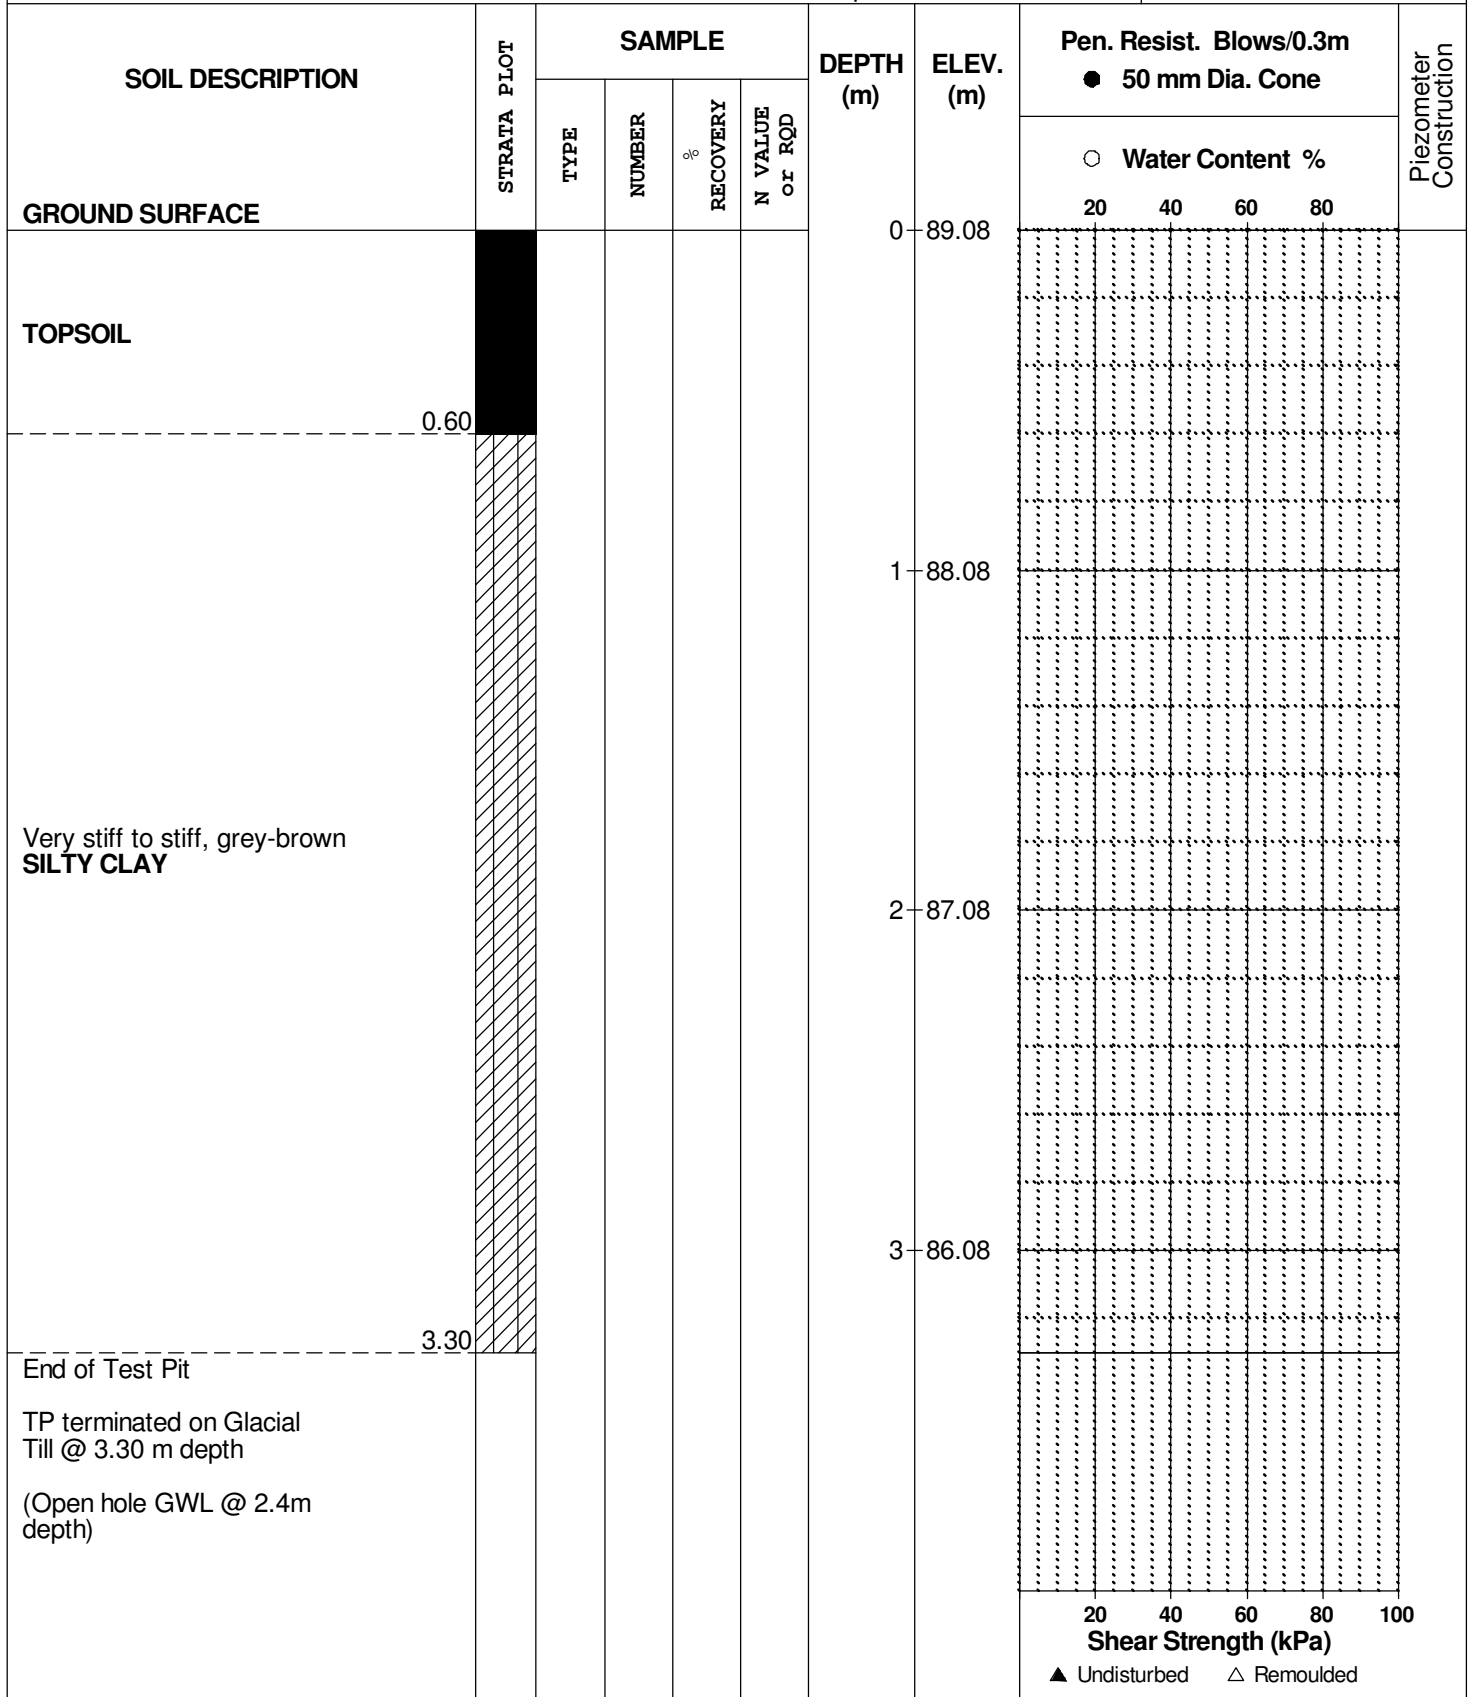 SOIL DESCRIPTION
GROUND SURFACE
STRATA PLOT
SAMPLE
TYPE
NUMBER
%
RECOVERY
N VALUE
or RQD
DEPTH
(m)
ELEV.
(m)
Pen. Resist. Blows/0.3m
● 50 mm Dia. Cone
○ Water Content %
20 40 60 80
Piezometer
Construction
0 89.08
TOPSOIL
0.60
1 88.08
Very stiff to stiff, grey-brown
SILTY CLAY
2 87.08
3 86.08
3.30
End of Test Pit
TP terminated on Glacial
Till @ 3.30 m depth
(Open hole GWL @ 2.4m
depth)
20 40 60 80 100
Shear Strength (kPa)
▲ Undisturbed △ Remoulded